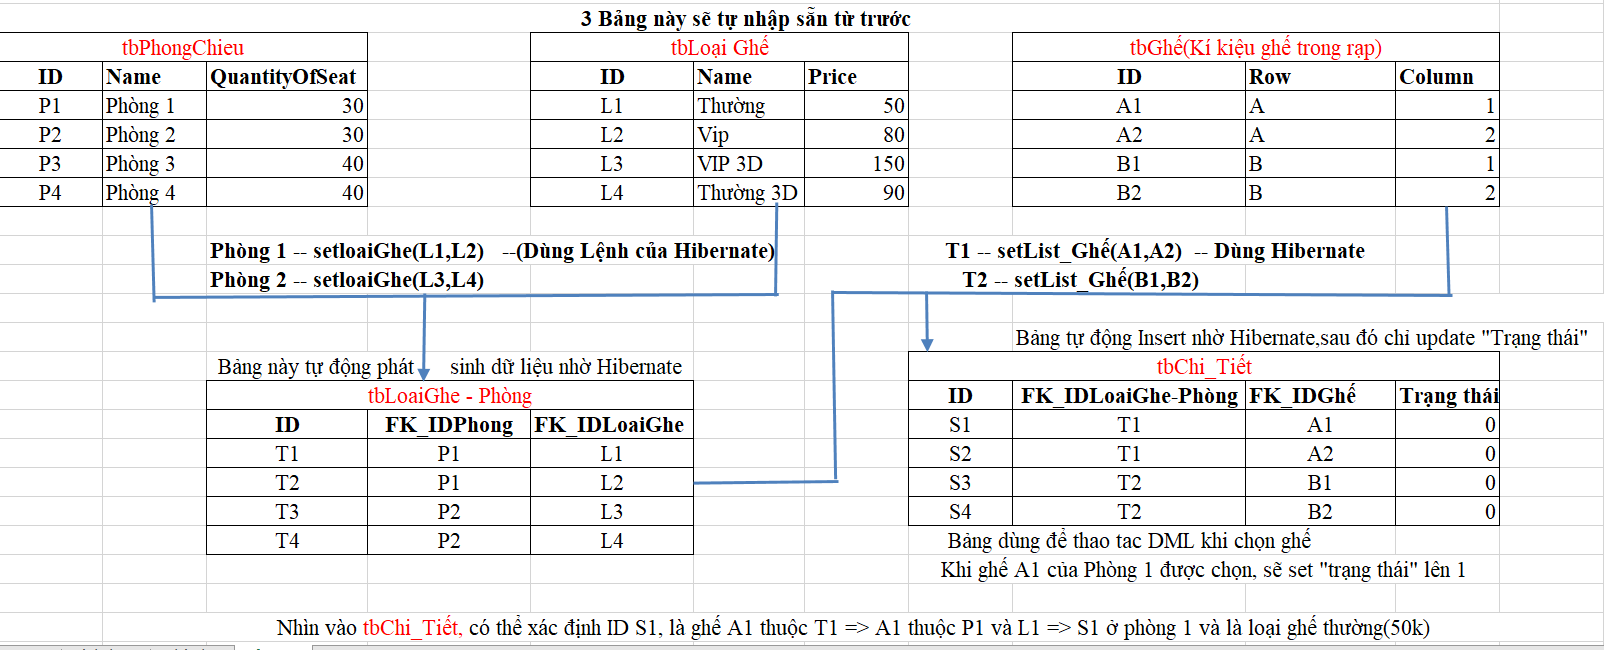 3 Bảng này sẽ tự nhập sẵn từ trước
tbPhongChieu
ID Name QuantityOfSeat
P1 Phòng 1 30
P2 Phòng 2 30
P3 Phòng 3 40
P4 Phòng 4 40
tbLoại Ghế
ID Name Price
L1 Thường 50
L2 Vip 80
L3 VIP 3D 150
L4 Thường 3D 90
tbGhế(Kí kiệu ghế trong rạp)
ID Row Column
A1 A 1
A2 A 2
B1 B 1
B2 B 2
Phòng 1 -- setloaiGhe(L1,L2) --(Dùng Lệnh của Hibernate)
Phòng 2 -- setloaiGhe(L3,L4)
T1 -- setList_Ghế(A1,A2) -- Dùng Hibernate
T2 -- setList_Ghế(B1,B2)
Bảng này tự động phát sinh dữ liệu nhờ Hibernate
tbLoaiGhe - Phòng
ID FK_IDPhong FK_IDLoaiGhe
T1 P1 L1
T2 P1 L2
T3 P2 L3
T4 P2 L4
Bảng tự động Insert nhờ Hibernate,sau đó chỉ update "Trạng thái"
tbChi_Tiết
ID FK_IDLoaiGhe-Phòng FK_IDGhế Trạng thái
S1 T1 A1 0
S2 T1 A2 0
S3 T2 B1 0
S4 T2 B2 0
Bảng dùng để thao tac DML khi chọn ghế
Khi ghế A1 của Phòng 1 được chọn, sẽ set "trạng thái" lên 1
Nhìn vào tbChi_Tiết, có thể xác định ID S1, là ghế A1 thuộc T1 => A1 thuộc P1 và L1 => S1 ở phòng 1 và là loại ghế thường(50k)